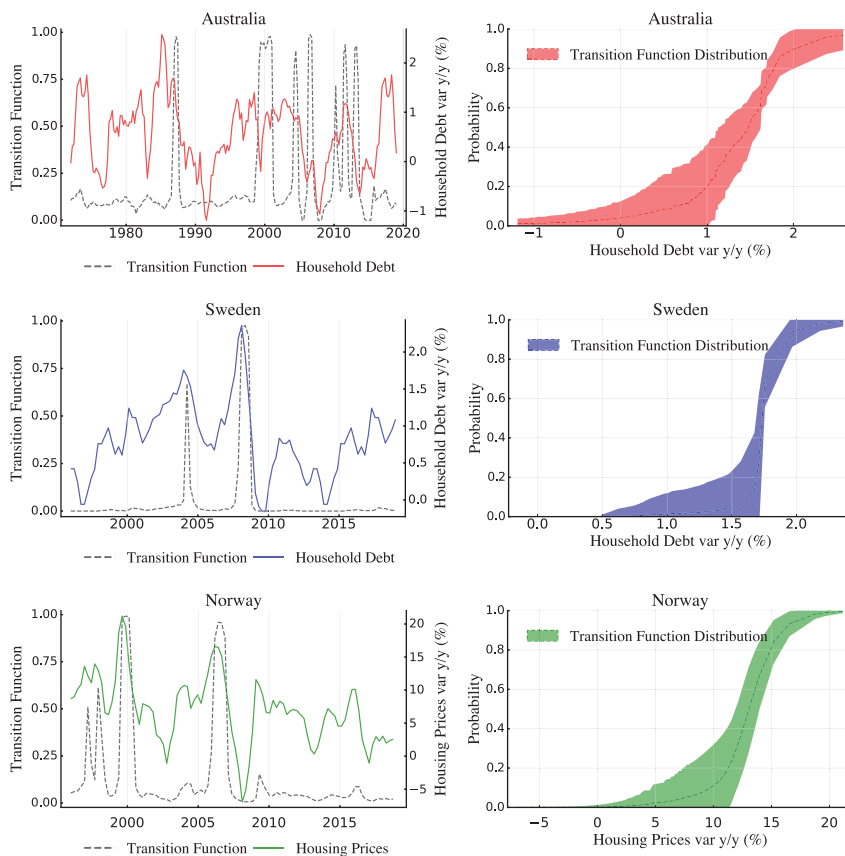 Australia
1.00
0.75
0.50
0.25
0.00
Transition Function
2
1
0
−1
Household Debt var y/y (%)
1980
1990
2000
2010
2020
Transition Function
Household Debt
Australia
Transition Function Distribution
1.0
0.8
0.6
0.4
0.2
0.0
Probability
−1
0
1
2
Household Debt var y/y (%)
Sweden
1.00
0.75
0.50
0.25
0.00
Transition Function
2.0
1.5
1.0
0.5
0.0
Household Debt var y/y (%)
2000
2005
2010
2015
Transition Function
Household Debt
Sweden
Transition Function Distribution
1.0
0.8
0.6
0.4
0.2
0.0
Probability
0.0
0.5
1.0
1.5
2.0
Household Debt var y/y (%)
Norway
1.00
0.75
0.50
0.25
0.00
Transition Function
20
15
10
5
0
−5
Housing Prices var y/y (%)
2000
2005
2010
2015
Transition Function
Housing Prices
Norway
Transition Function Distribution
1.0
0.8
0.6
0.4
0.2
0.0
Probability
−5
0
5
10
15
20
Housing Prices var y/y (%)